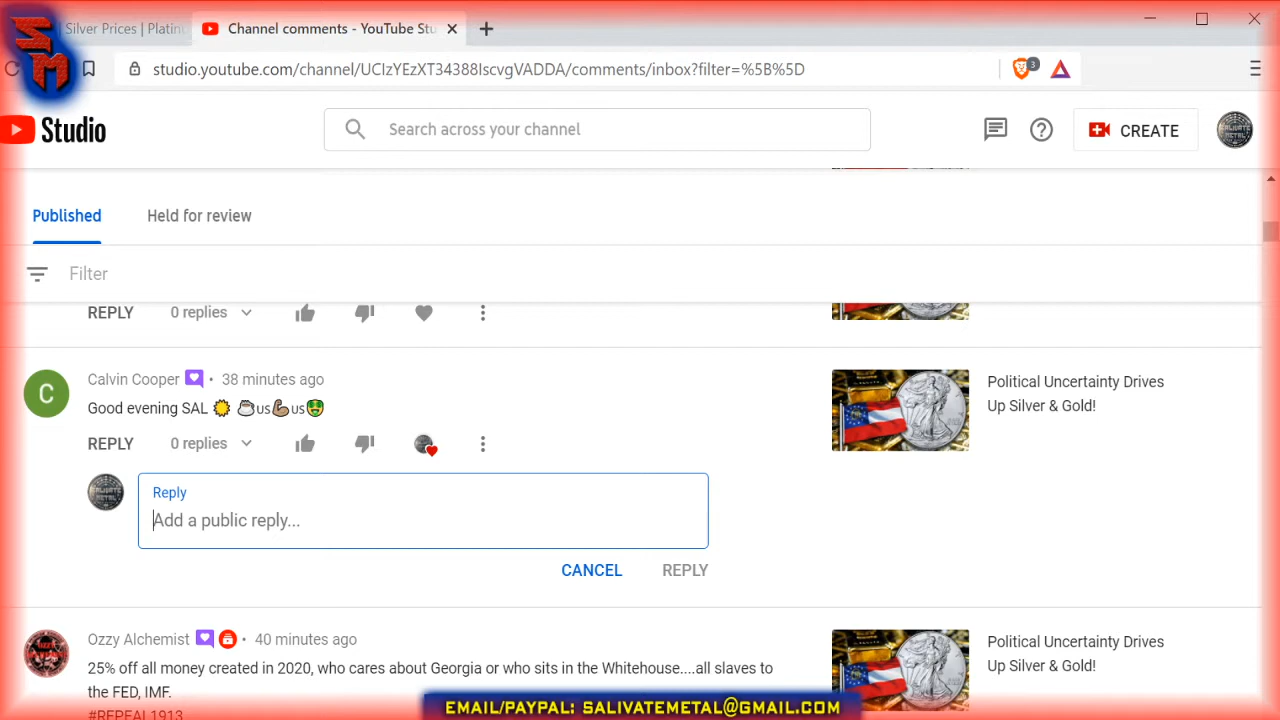 SM
Silver Prices | Platin
Channel comments - YouTube Stu
studio.youtube.com/channel/UCIzYEzXT34388IscvgVADDA/comments/inbox?filter=%5B%5D
3
Studio
Search across your channel
CREATE
Published
Held for review
Filter
REPLY 0 replies
Calvin Cooper • 38 minutes ago
Good evening SAL 🌞 ☕us💪🏽us🤑
REPLY 0 replies
Political Uncertainty Drives
Up Silver & Gold!
Reply
Add a public reply...
CANCEL REPLY
Ozzy Alchemist • 40 minutes ago
25% off all money created in 2020, who cares about Georgia or who sits in the Whitehouse....all slaves to
the FED, IMF.
#REPEAL1913
Political Uncertainty Drives
Up Silver & Gold!
EMAIL/PAYPAL: SALIVATEMETAL@GMAIL.COM